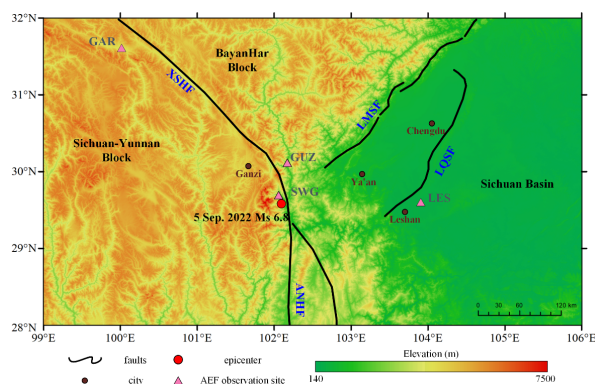 32°N
31°N
30°N
29°N
28°N
GAR
XSHF
BayanHar
Block
Sichuan-Yunnan
Block
LMSF
Chengdu
LQSF
GUZ
Ganzi
Ya'an
SWG
Sichuan Basin
LES
5 Sep. 2022 Ms 6.8
Leshan
ANHF
0 30 60 120 km
99°E 100°E 101°E 102°E 103°E 104°E 105°E 106°E
faults epicenter Elevation (m)
city AEF observation site 140 7500